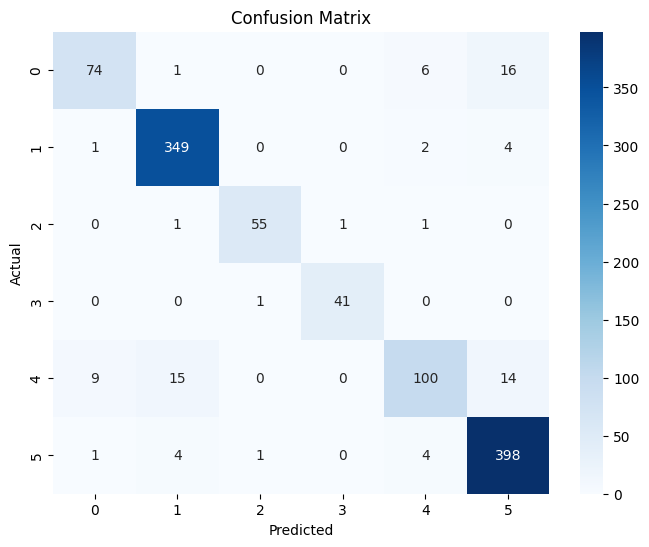 Confusion Matrix
0 74 1 0 0 6 16
1 1 349 0 0 2 4
2 0 1 55 1 1 0
3 0 0 1 41 0 0
4 9 15 0 0 100 14
5 1 4 1 0 4 398
0 1 2 3 4 5
Actual
Predicted
350
300
250
200
150
100
50
0